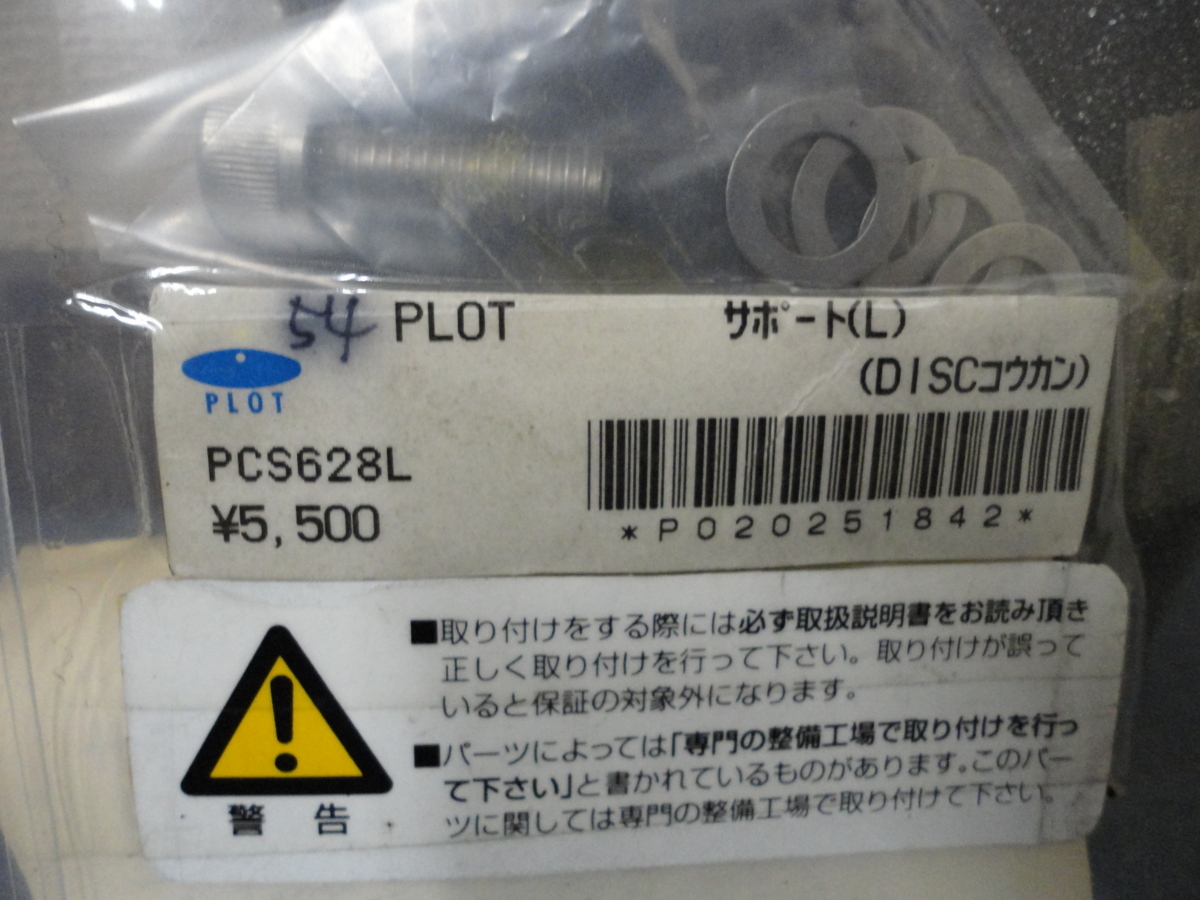 54 PLOT サポート(L)
(DISCコウカン)
PLOT
PCS628L
¥5,500
*P020251842*
■取り付けをする際には必ず取扱説明書をお読み頂き
正しく取り付けを行って下さい。取り付けが誤って
いると保証の対象外になります。
■パーツによっては「専門の整備工場で取り付けを行っ
て下さい」と書かれているものがあります。このパー
ツに関しては専門の整備工場で取り付けて下さい。
警告